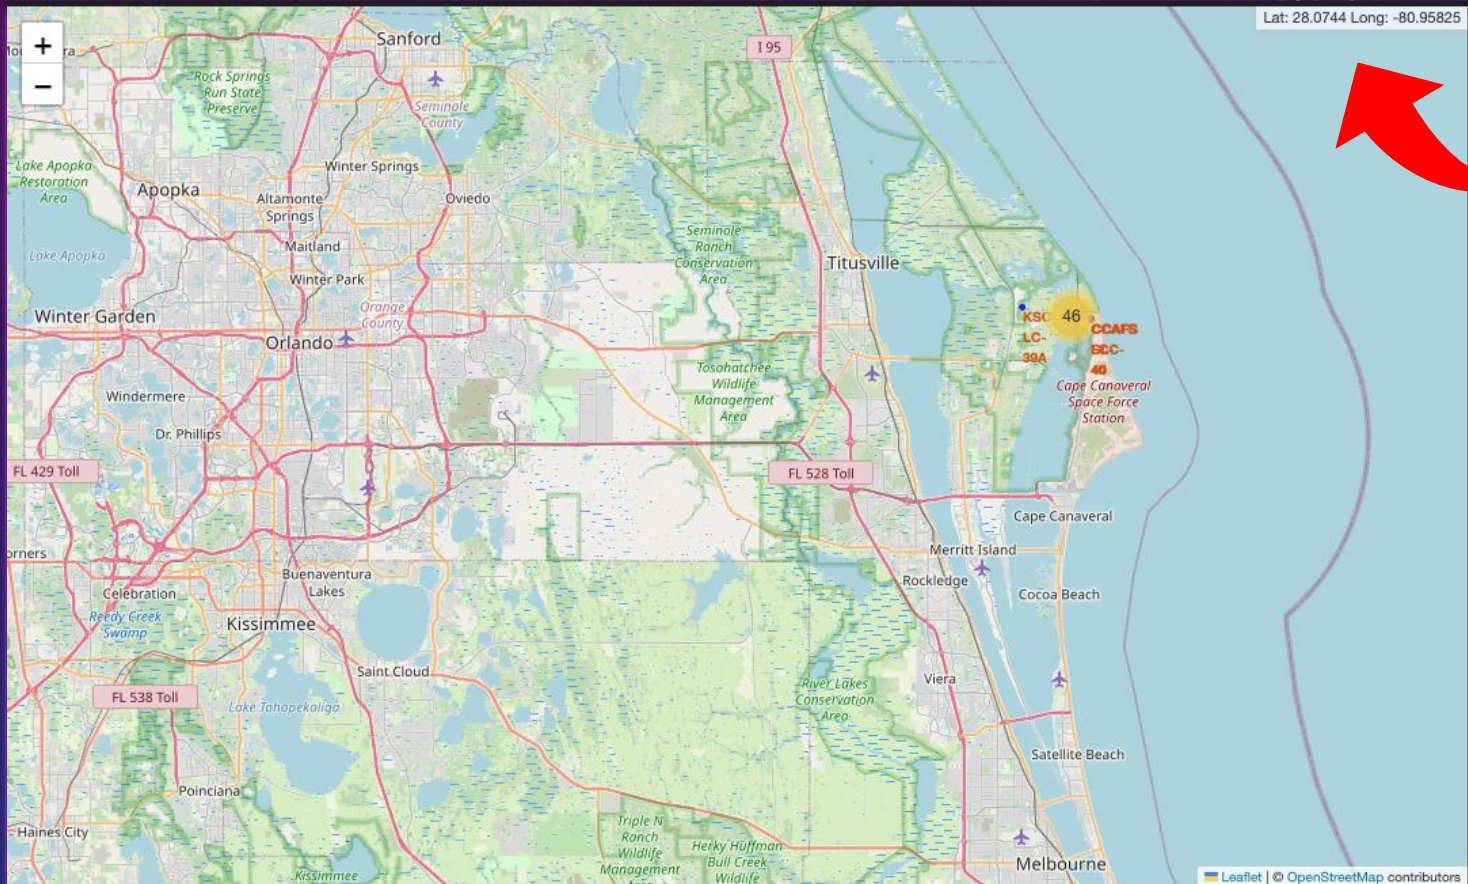 Lat: 28.0744 Long: -80.95825
+
−
Sanford
I 95
Rock Springs
Run State
Preserve
Seminole
County
Lake Apopka
Restoration
Area
Winter Springs
Apopka
Altamonte
Springs
Oviedo
Maitland
Seminole
Ranch
Conservation
Area
Lake Apopka
Titusville
Winter Park
Orange
County
Winter Garden
Orlando
KSC
LC-
39A
46
CCAFS
SLC-
40
Tosohatchee
Wildlife
Management
Area
Cape Canaveral
Space Force
Station
Windermere
Dr. Phillips
FL 429 Toll
FL 528 Toll
Cape Canaveral
orners
Merritt Island
Buenaventura
Lakes
Rockledge
Celebration
Cocoa Beach
Reedy Creek
Swamp
Kissimmee
Saint Cloud
Viera
River Lakes
Conservation
Area
FL 538 Toll
Lake Tohopekaliga
Satellite Beach
Poinciana
Haines City
Triple N
Ranch
Wildlife
Management
Herky Huffman
Bull Creek
Wildlife
Melbourne
Kissimmee
Leaflet | © OpenStreetMap contributors